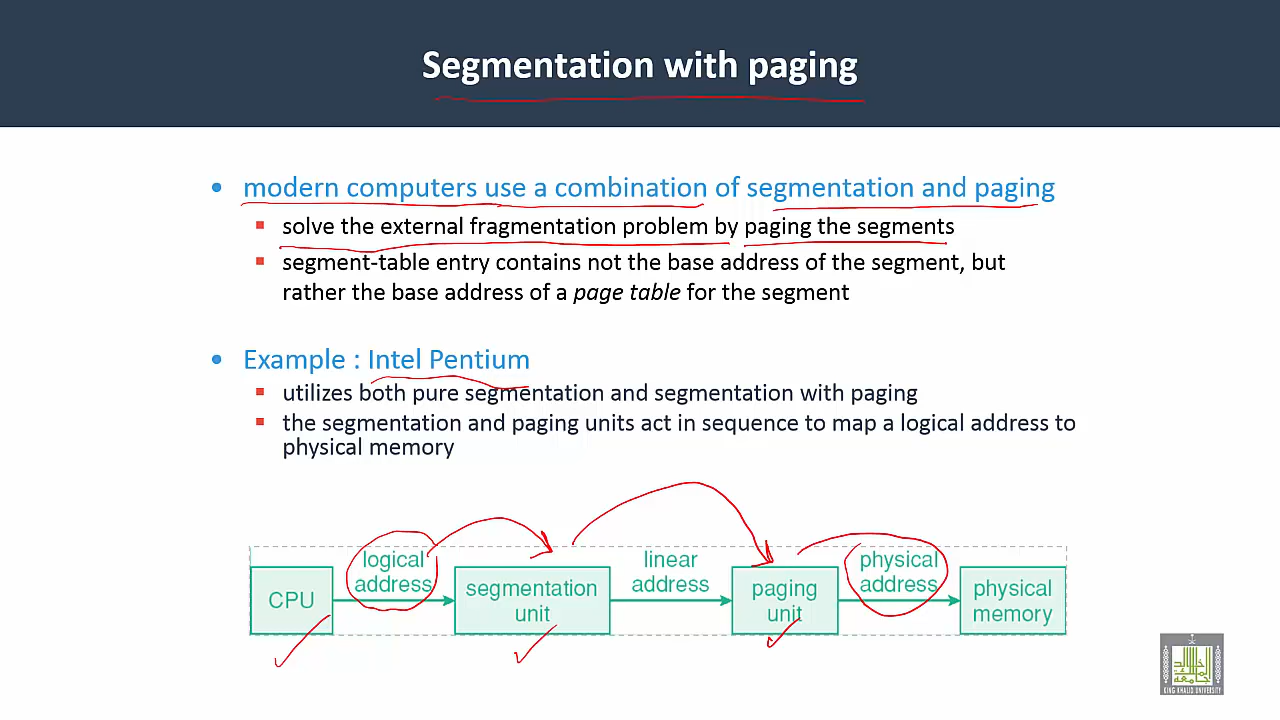 Segmentation with paging
• modern computers use a combination of segmentation and paging
▪ solve the external fragmentation problem by paging the segments
▪ segment-table entry contains not the base address of the segment, but
rather the base address of a page table for the segment
• Example : Intel Pentium
▪ utilizes both pure segmentation and segmentation with paging
▪ the segmentation and paging units act in sequence to map a logical address to
physical memory
CPU
logical
address
segmentation
unit
linear
address
paging
unit
physical
address
physical
memory
KING KHALID UNIVERSITY